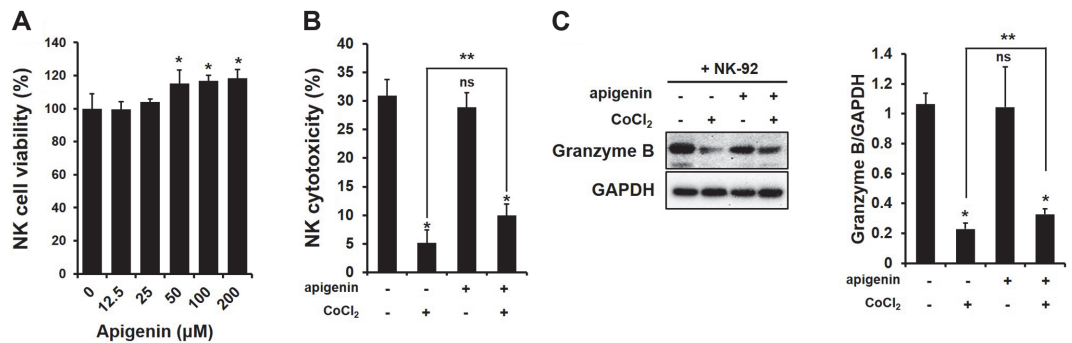 A
NK cell viability (%)
140
120
100
80
60
40
20
0
* * *
0 12.5 25 50 100 200
Apigenin (μM)
B
NK cytotoxicity (%)
40
35
30
25
20
15
10
5
0
**
ns
*
*
apigenin - - + +
CoCl2 - + - +
C
+ NK-92
apigenin - - + +
CoCl2 - + - +
Granzyme B
GAPDH
Granzyme B/GAPDH
1.4
1.2
1
0.8
0.6
0.4
0.2
0
**
ns
*
*
apigenin - - + +
CoCl2 - + - +